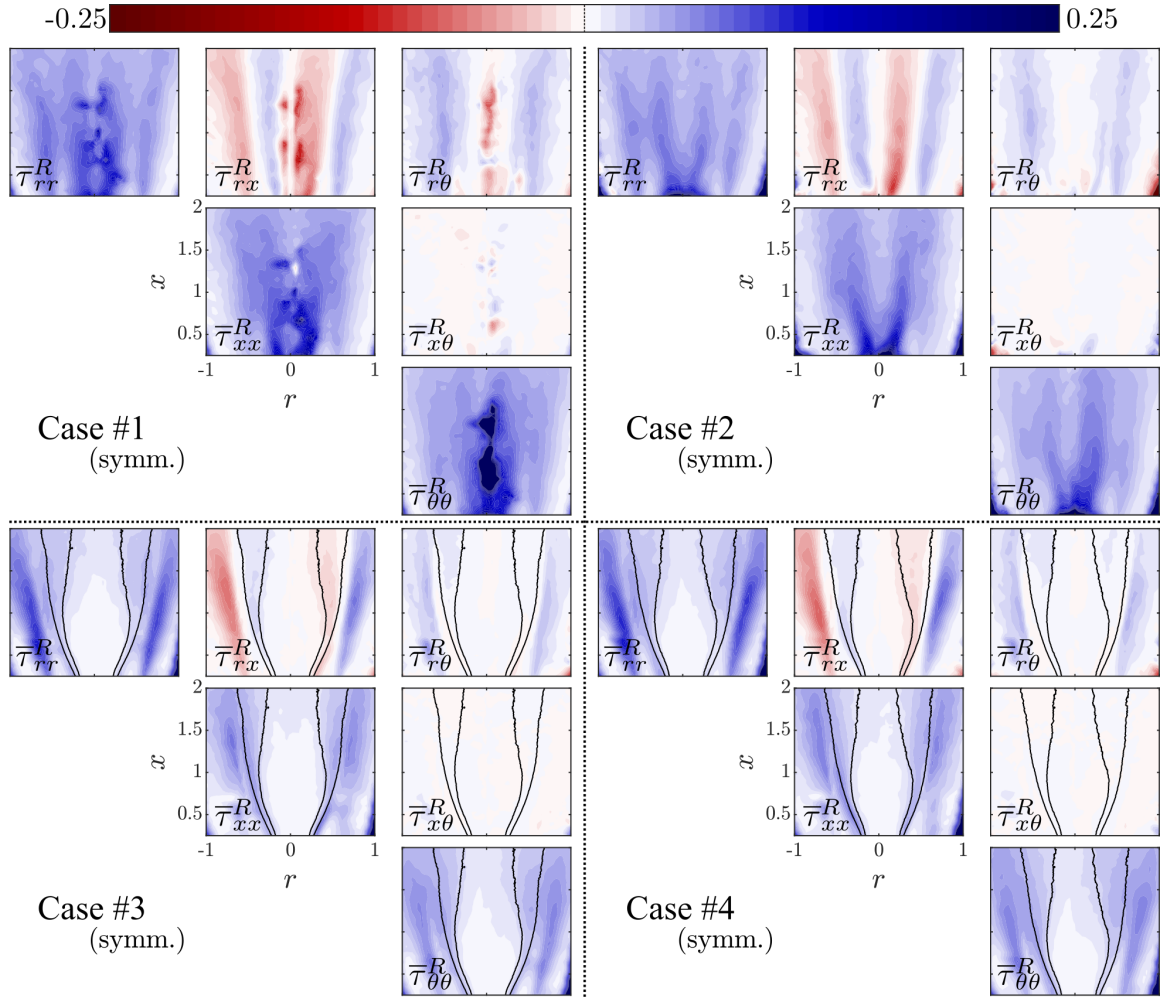 -0.25 0.25
τ̅ᴿ_rr τ̅ᴿ_rx τ̅ᴿ_rθ τ̅ᴿ_rr τ̅ᴿ_rx τ̅ᴿ_rθ
2
1.5
x 1
0.5
τ̅ᴿ_xx τ̅ᴿ_xθ
-1 0 1
r
2
1.5
x 1
0.5
τ̅ᴿ_xx τ̅ᴿ_xθ
-1 0 1
r
Case #1
(symm.)
τ̅ᴿ_θθ
Case #2
(symm.)
τ̅ᴿ_θθ
τ̅ᴿ_rr τ̅ᴿ_rx τ̅ᴿ_rθ τ̅ᴿ_rr τ̅ᴿ_rx τ̅ᴿ_rθ
2
1.5
x 1
0.5
τ̅ᴿ_xx τ̅ᴿ_xθ
-1 0 1
r
2
1.5
x 1
0.5
τ̅ᴿ_xx τ̅ᴿ_xθ
-1 0 1
r
Case #3
(symm.)
τ̅ᴿ_θθ
Case #4
(symm.)
τ̅ᴿ_θθ